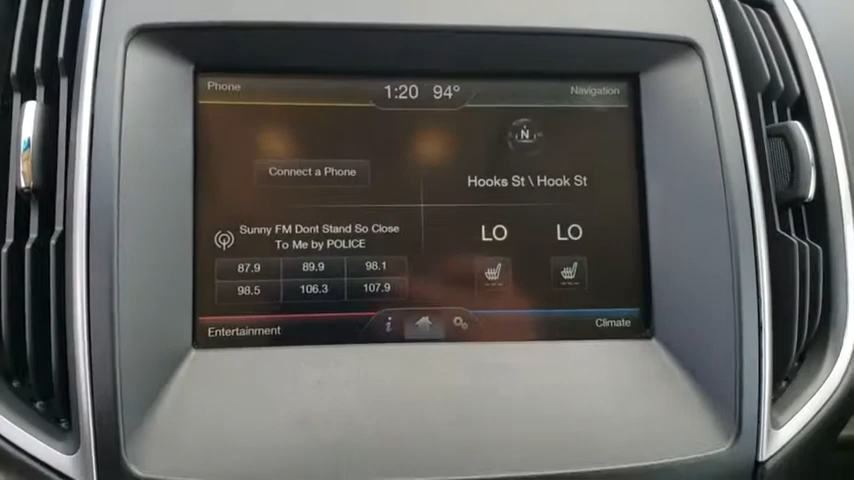 Phone
1:20 94°
Navigation
N
Connect a Phone
Hooks St \ Hook St
Sunny FM Dont Stand So Close
To Me by POLICE
LO LO
87.9 89.9 98.1
98.5 106.3 107.9
Entertainment
i
Climate